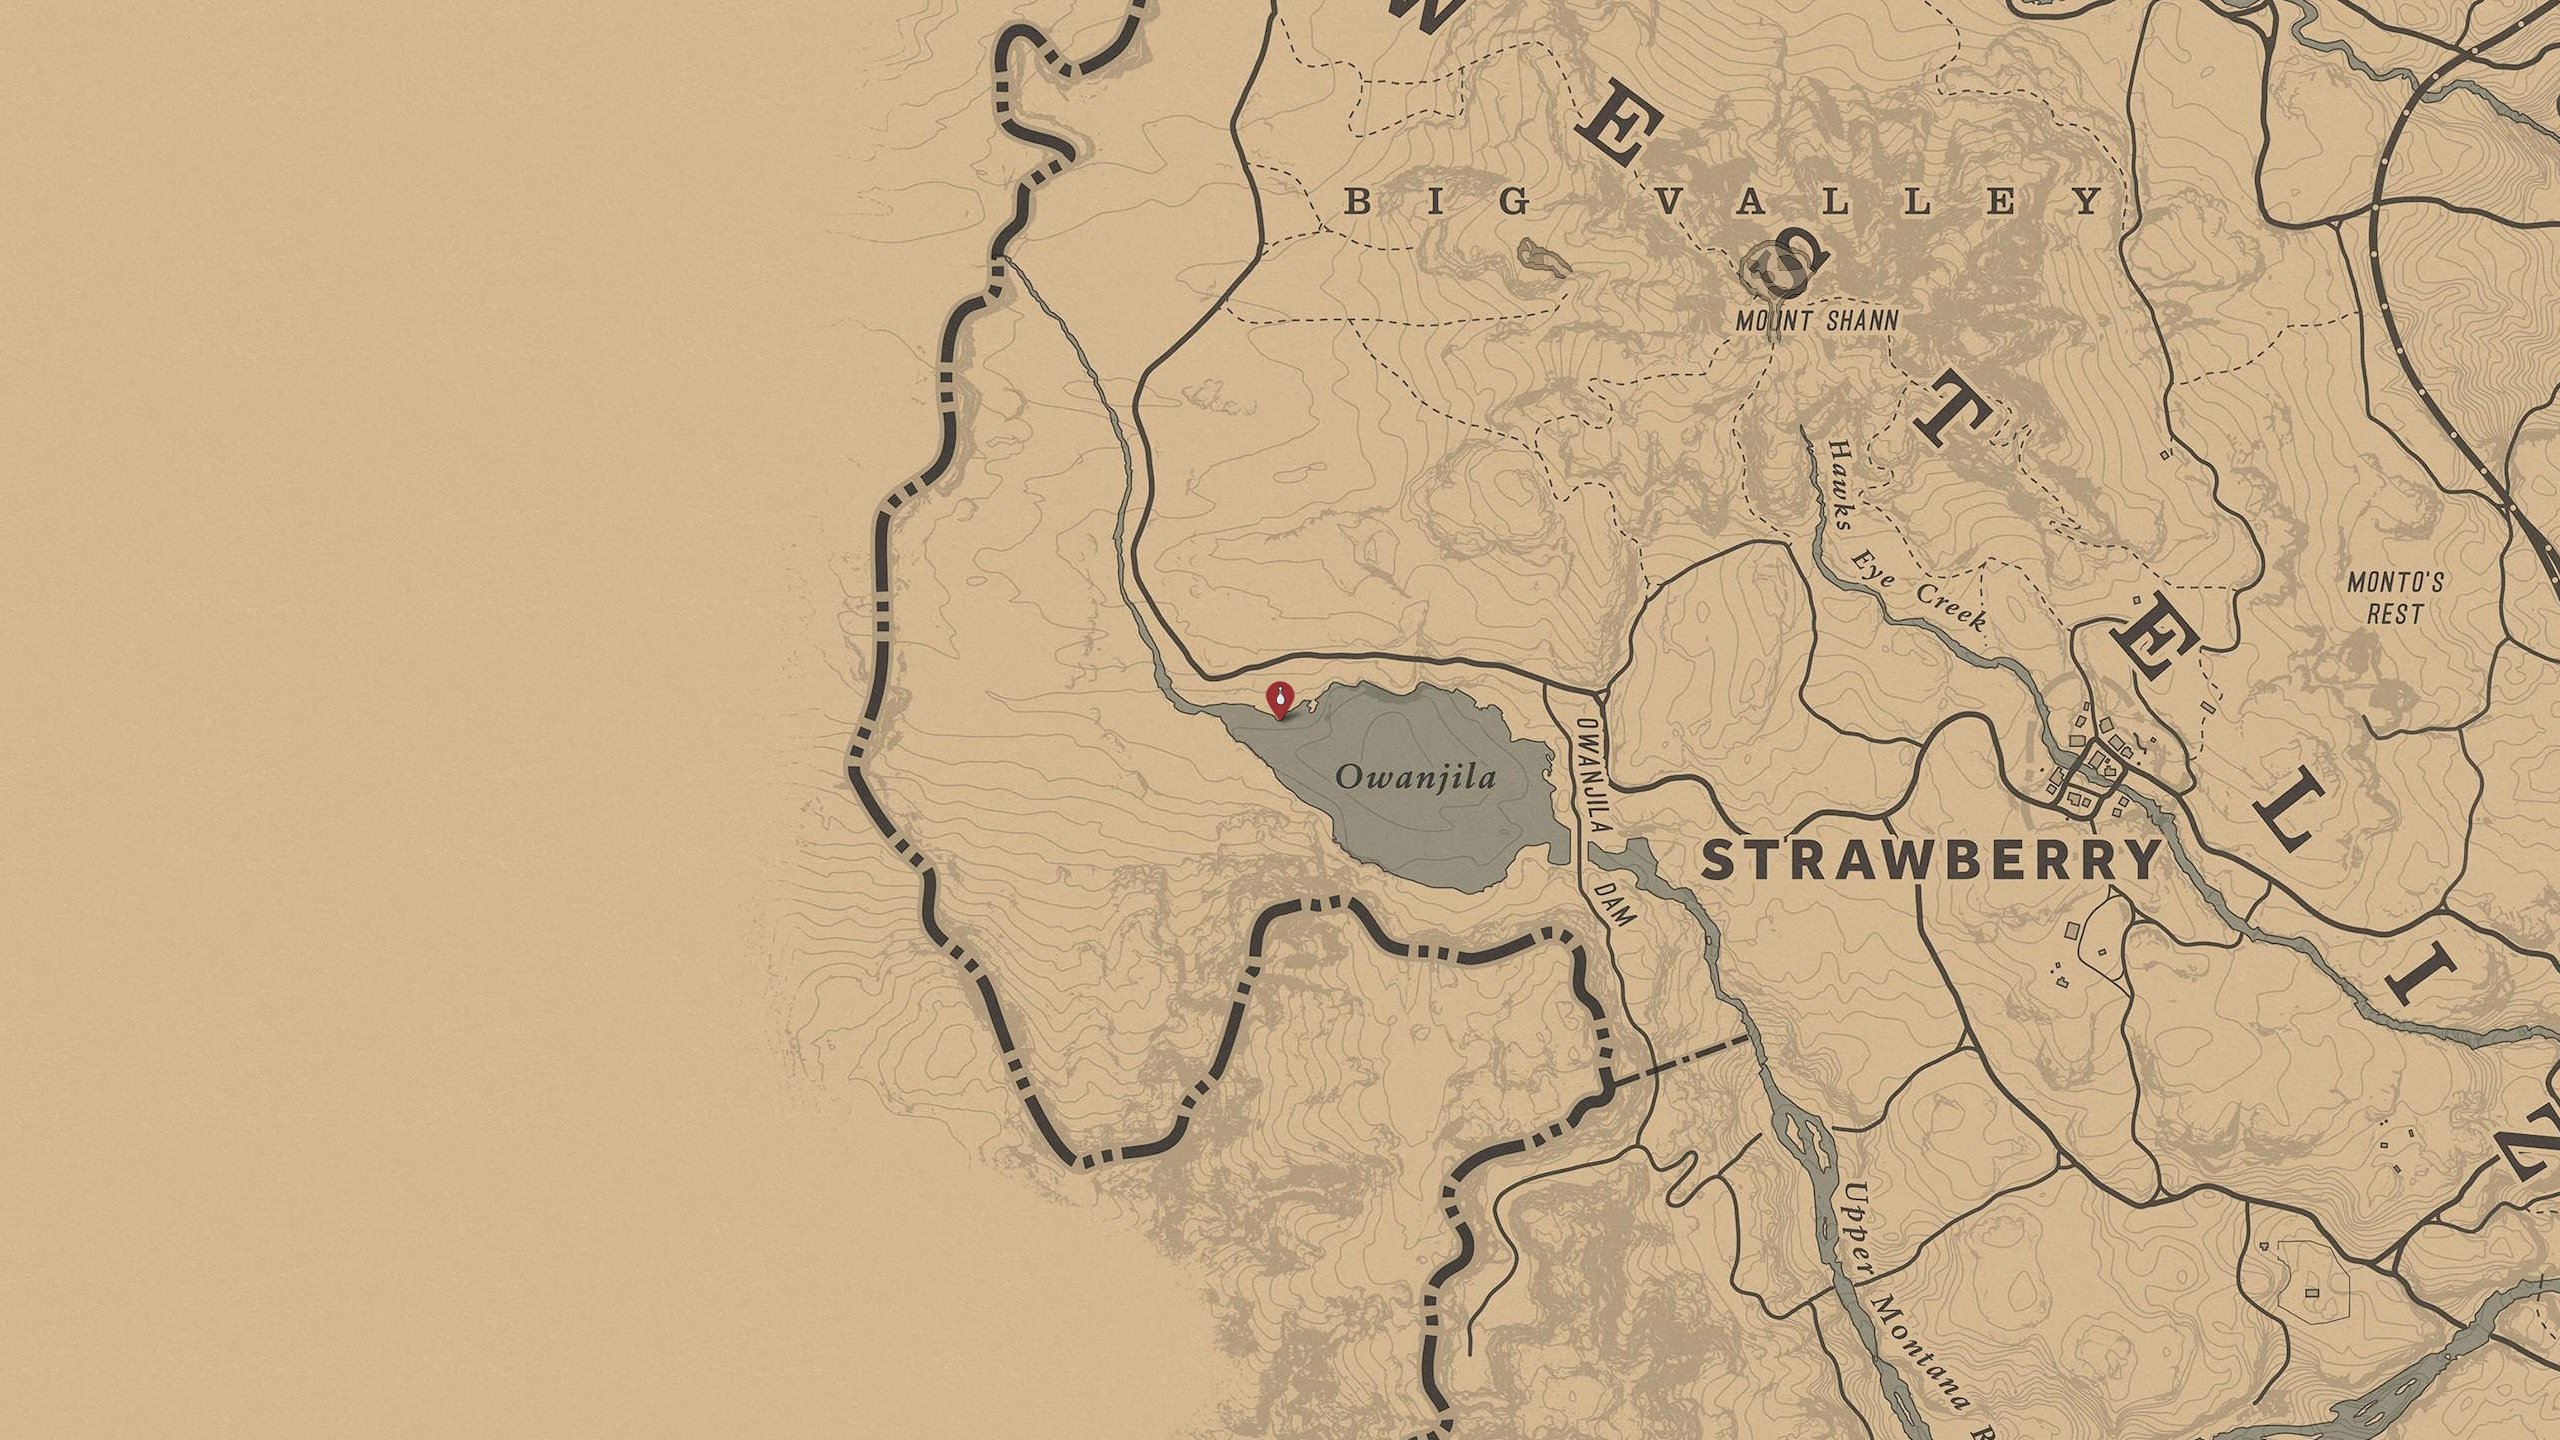 W E S T E L I Z
BIG VALLEY
MOUNT SHANN
Hawks Eye Creek
MONTO'S
REST
Owanjila
OWANJILA DAM
STRAWBERRY
Upper Montana R